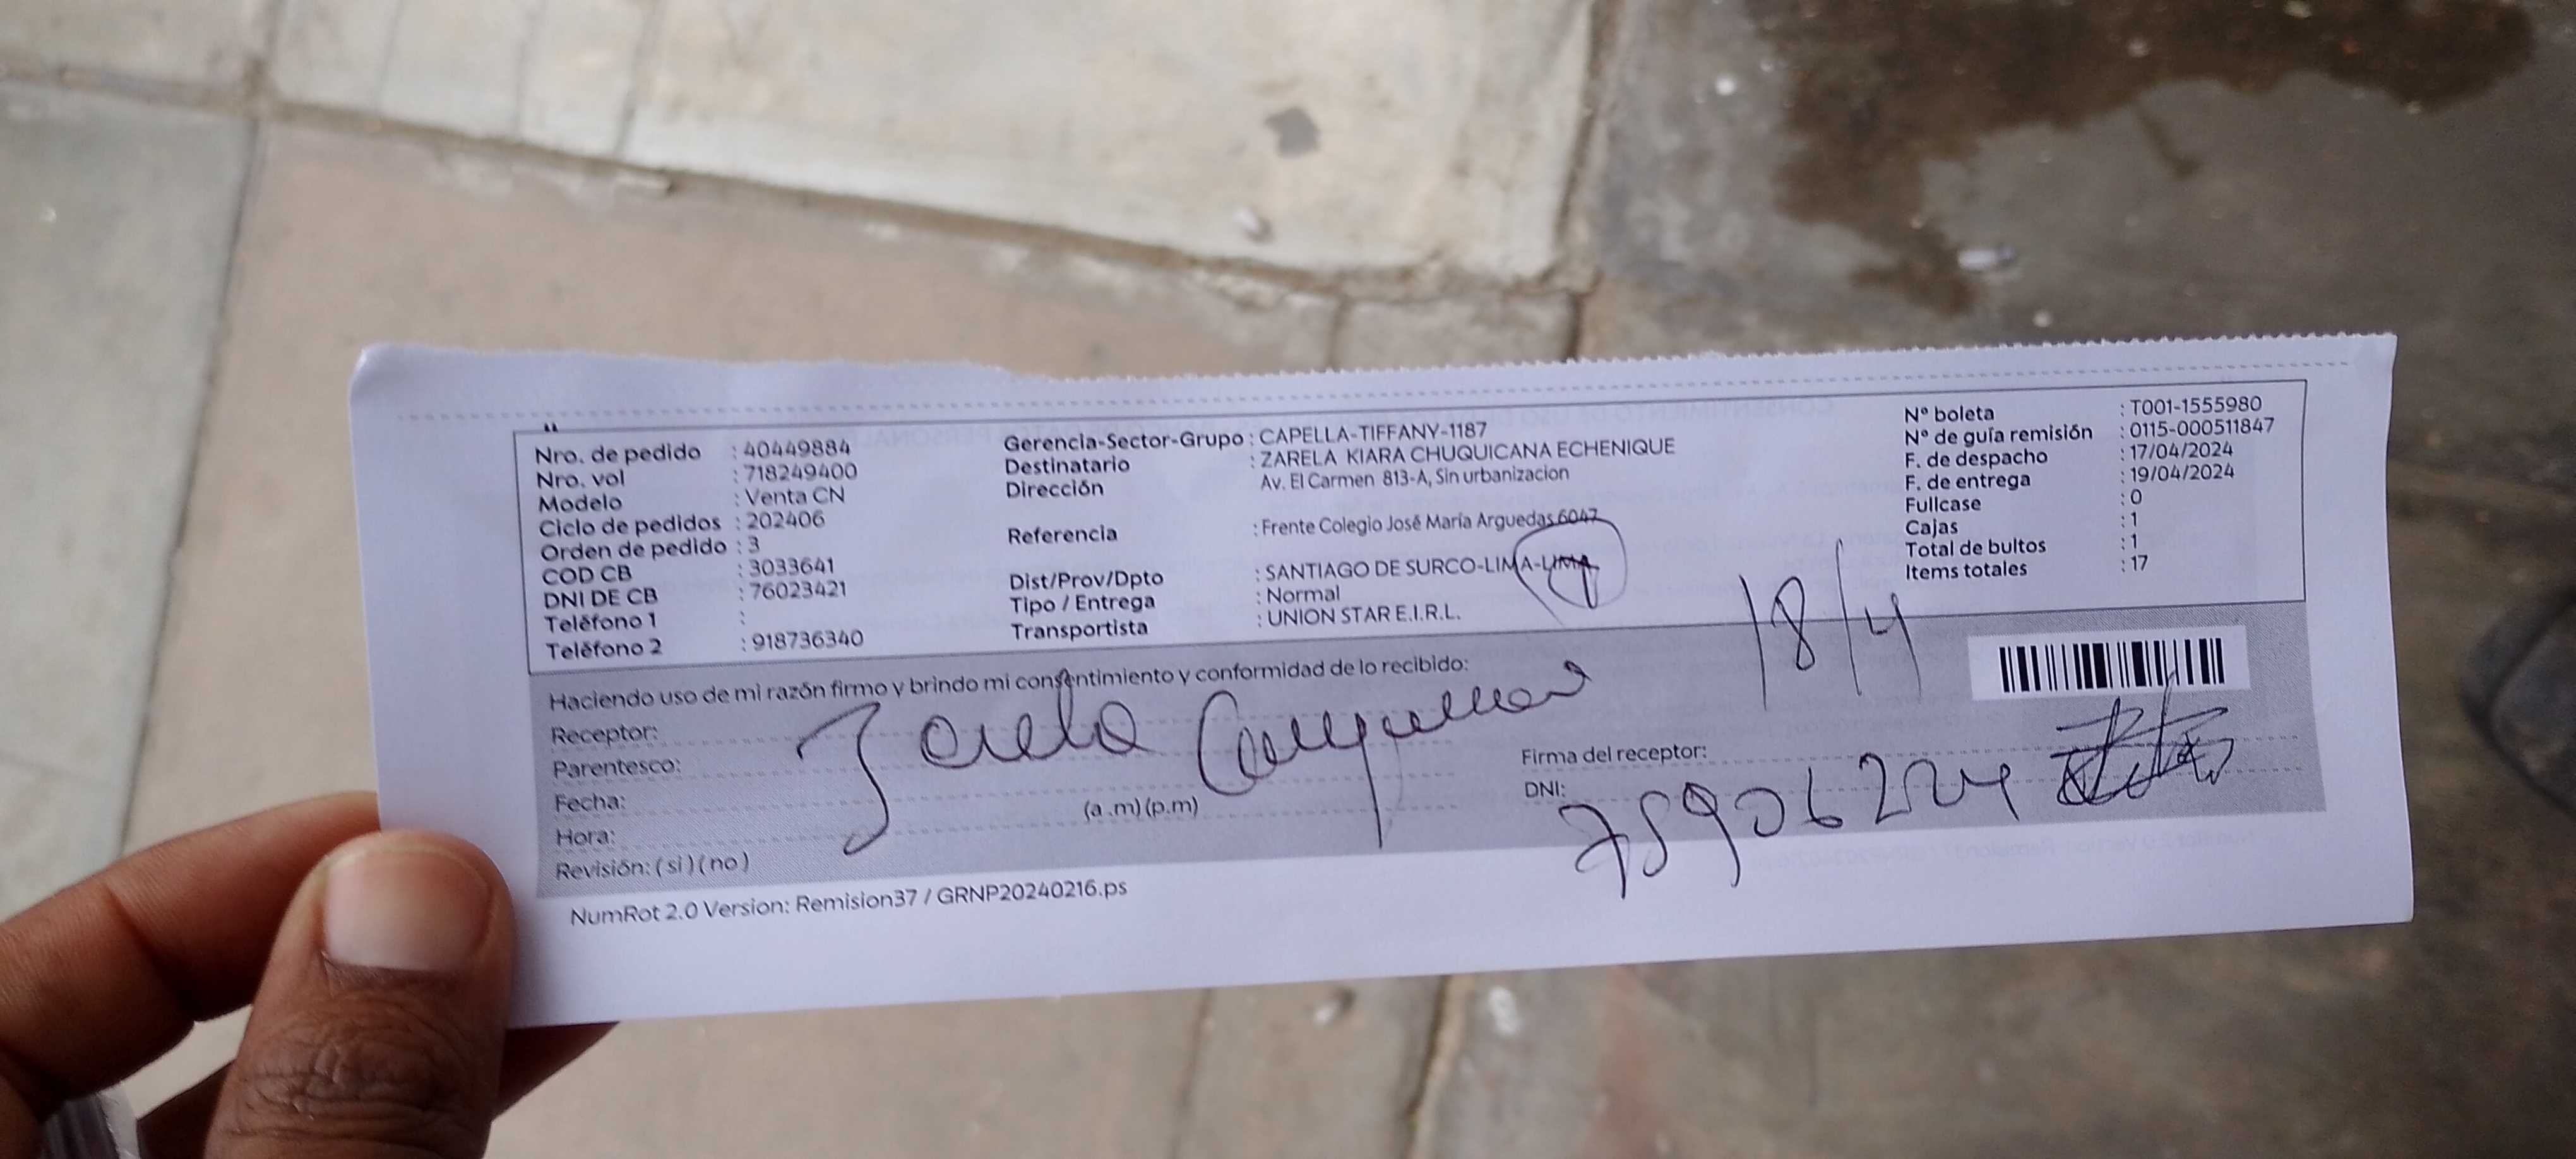 Nro. de pedido : 40449884
Nro. vol : 718249400
Modelo : Venta CN
Ciclo de pedidos : 202406
Orden de pedido : 3
COD CB : 3033641
DNI DE CB : 76023421
Teléfono 1 :
Teléfono 2 : 918736340
Gerencia-Sector-Grupo : CAPELLA-TIFFANY-1187
Destinatario : ZARELA KIARA CHUQUICANA ECHENIQUE
Dirección Av. El Carmen 813-A, Sin urbanizacion
Referencia : Frente Colegio José María Arguedas 6047
Dist/Prov/Dpto : SANTIAGO DE SURCO-LIMA-LIMA
Tipo / Entrega : Normal
Transportista : UNION STAR E.I.R.L.
Nº boleta : T001-1555980
Nº de guía remisión : 0115-000511847
F. de despacho : 17/04/2024
F. de entrega : 19/04/2024
Fullcase : 0
Cajas : 1
Total de bultos : 1
Items totales : 17
18/4
Haciendo uso de mi razón firmo y brindo mi consentimiento y conformidad de lo recibido:
Receptor:
Parentesco:
Fecha:
Hora: (a .m) (p.m)
Revisión: ( si ) ( no )
Firma del receptor:
DNI: 75906224
NumRot 2.0 Version: Remision37 / GRNP20240216.ps